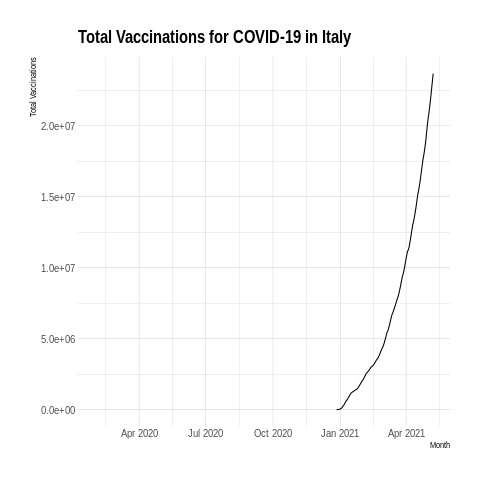 Total Vaccinations for COVID-19 in Italy
Total Vaccinations
2.0e+07
1.5e+07
1.0e+07
5.0e+06
0.0e+00
Apr 2020 Jul 2020 Oct 2020 Jan 2021 Apr 2021
Month